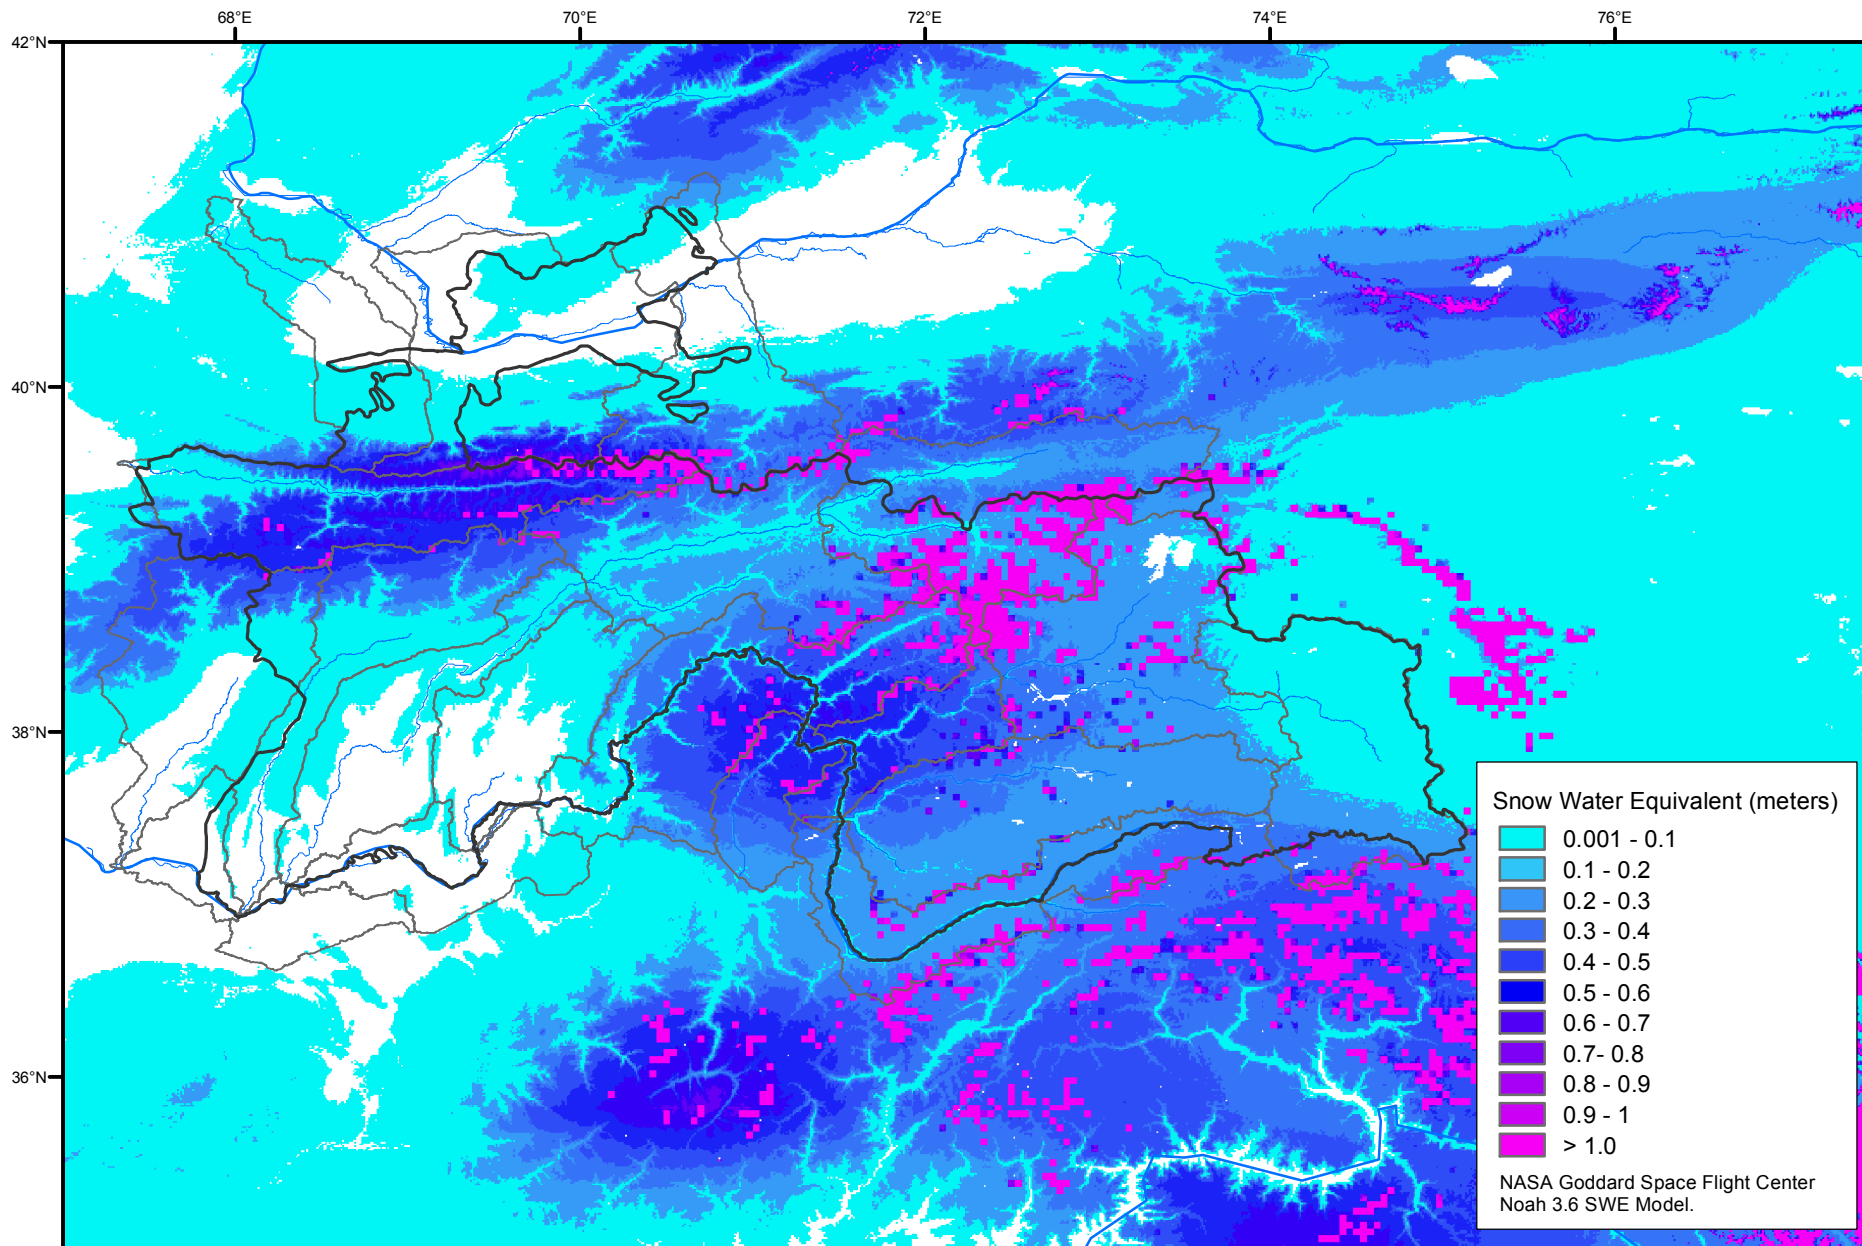 68°E 70°E 72°E 74°E 76°E
42°N
40°N
38°N
36°N
Snow Water Equivalent (meters)
0.001 - 0.1
0.1 - 0.2
0.2 - 0.3
0.3 - 0.4
0.4 - 0.5
0.5 - 0.6
0.6 - 0.7
0.7- 0.8
0.8 - 0.9
0.9 - 1
> 1.0
NASA Goddard Space Flight Center
Noah 3.6 SWE Model.